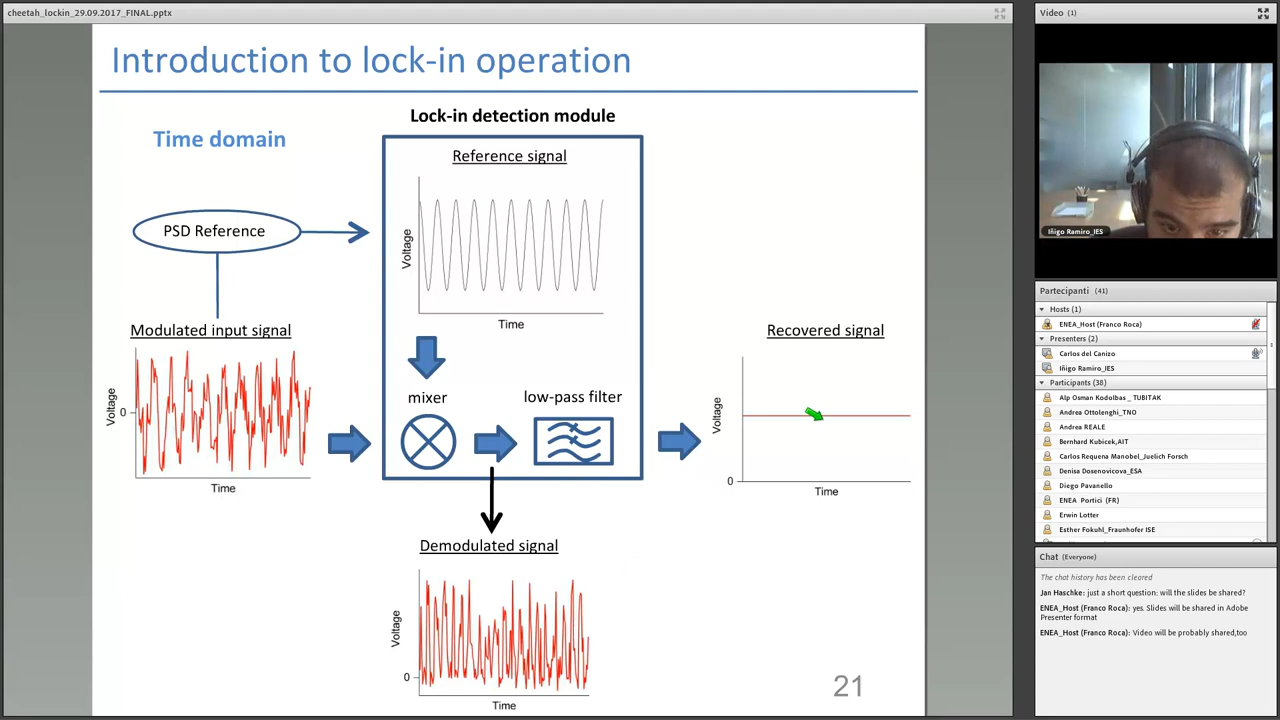 cheetah_lockin_29.09.2017_FINAL.pptx
Introduction to lock-in operation
Time domain
Lock-in detection module
Reference signal
PSD Reference
Voltage
Time
Modulated input signal
Voltage
0
Time
mixer
low-pass filter
Recovered signal
Voltage
0
Time
Demodulated signal
Voltage
0
Time
21
Video (1)
Iñigo Ramiro_IES
Partecipanti (41)
Hosts (1)
ENEA_Host (Franco Roca)
Presenters (2)
Carlos del Canizo
Iñigo Ramiro_IES
Participants (38)
Alp Osman Kodolbas _ TUBITAK
Andrea Ottolenghi_TNO
Andrea REALE
Bernhard Kubicek,AIT
Carlos Requena Manobel_Juelich Forsch
Denisa Dosenovicova_ESA
Diego Pavanello
ENEA Portici (FR)
Erwin Lotter
Esther Fokuhl_Fraunhofer ISE
Chat (Everyone)
The chat history has been cleared
Jan Haschke: just a short question: will the slides be shared?
ENEA_Host (Franco Roca): yes. Slides will be shared in Adobe
Presenter format
ENEA_Host (Franco Roca): Video will be probably shared,too